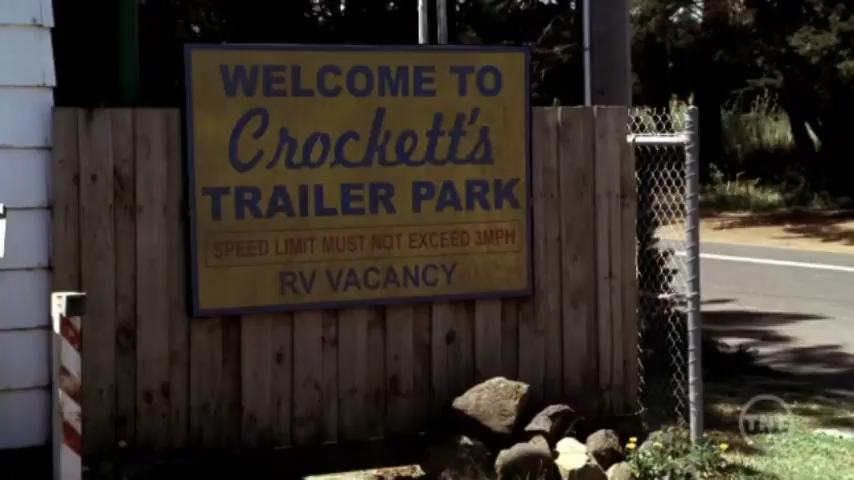 WELCOME TO
Crockett's
TRAILER PARK
SPEED LIMIT MUST NOT EXCEED 3MPH
RV VACANCY
TNT